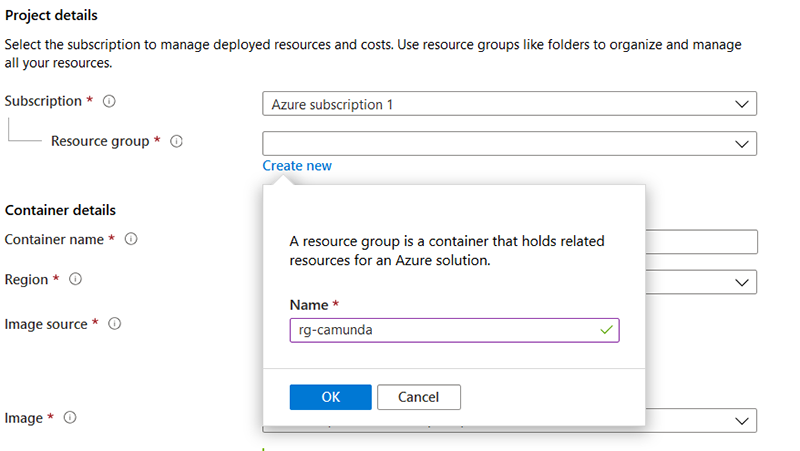 Project details
Select the subscription to manage deployed resources and costs. Use resource groups like folders to organize and manage
all your resources.
Subscription *
Azure subscription 1
Resource group *
Create new
A resource group is a container that holds related
resources for an Azure solution.
Name *
rg-camunda
OK
Cancel
Container details
Container name *
Region *
Image source *
Image *